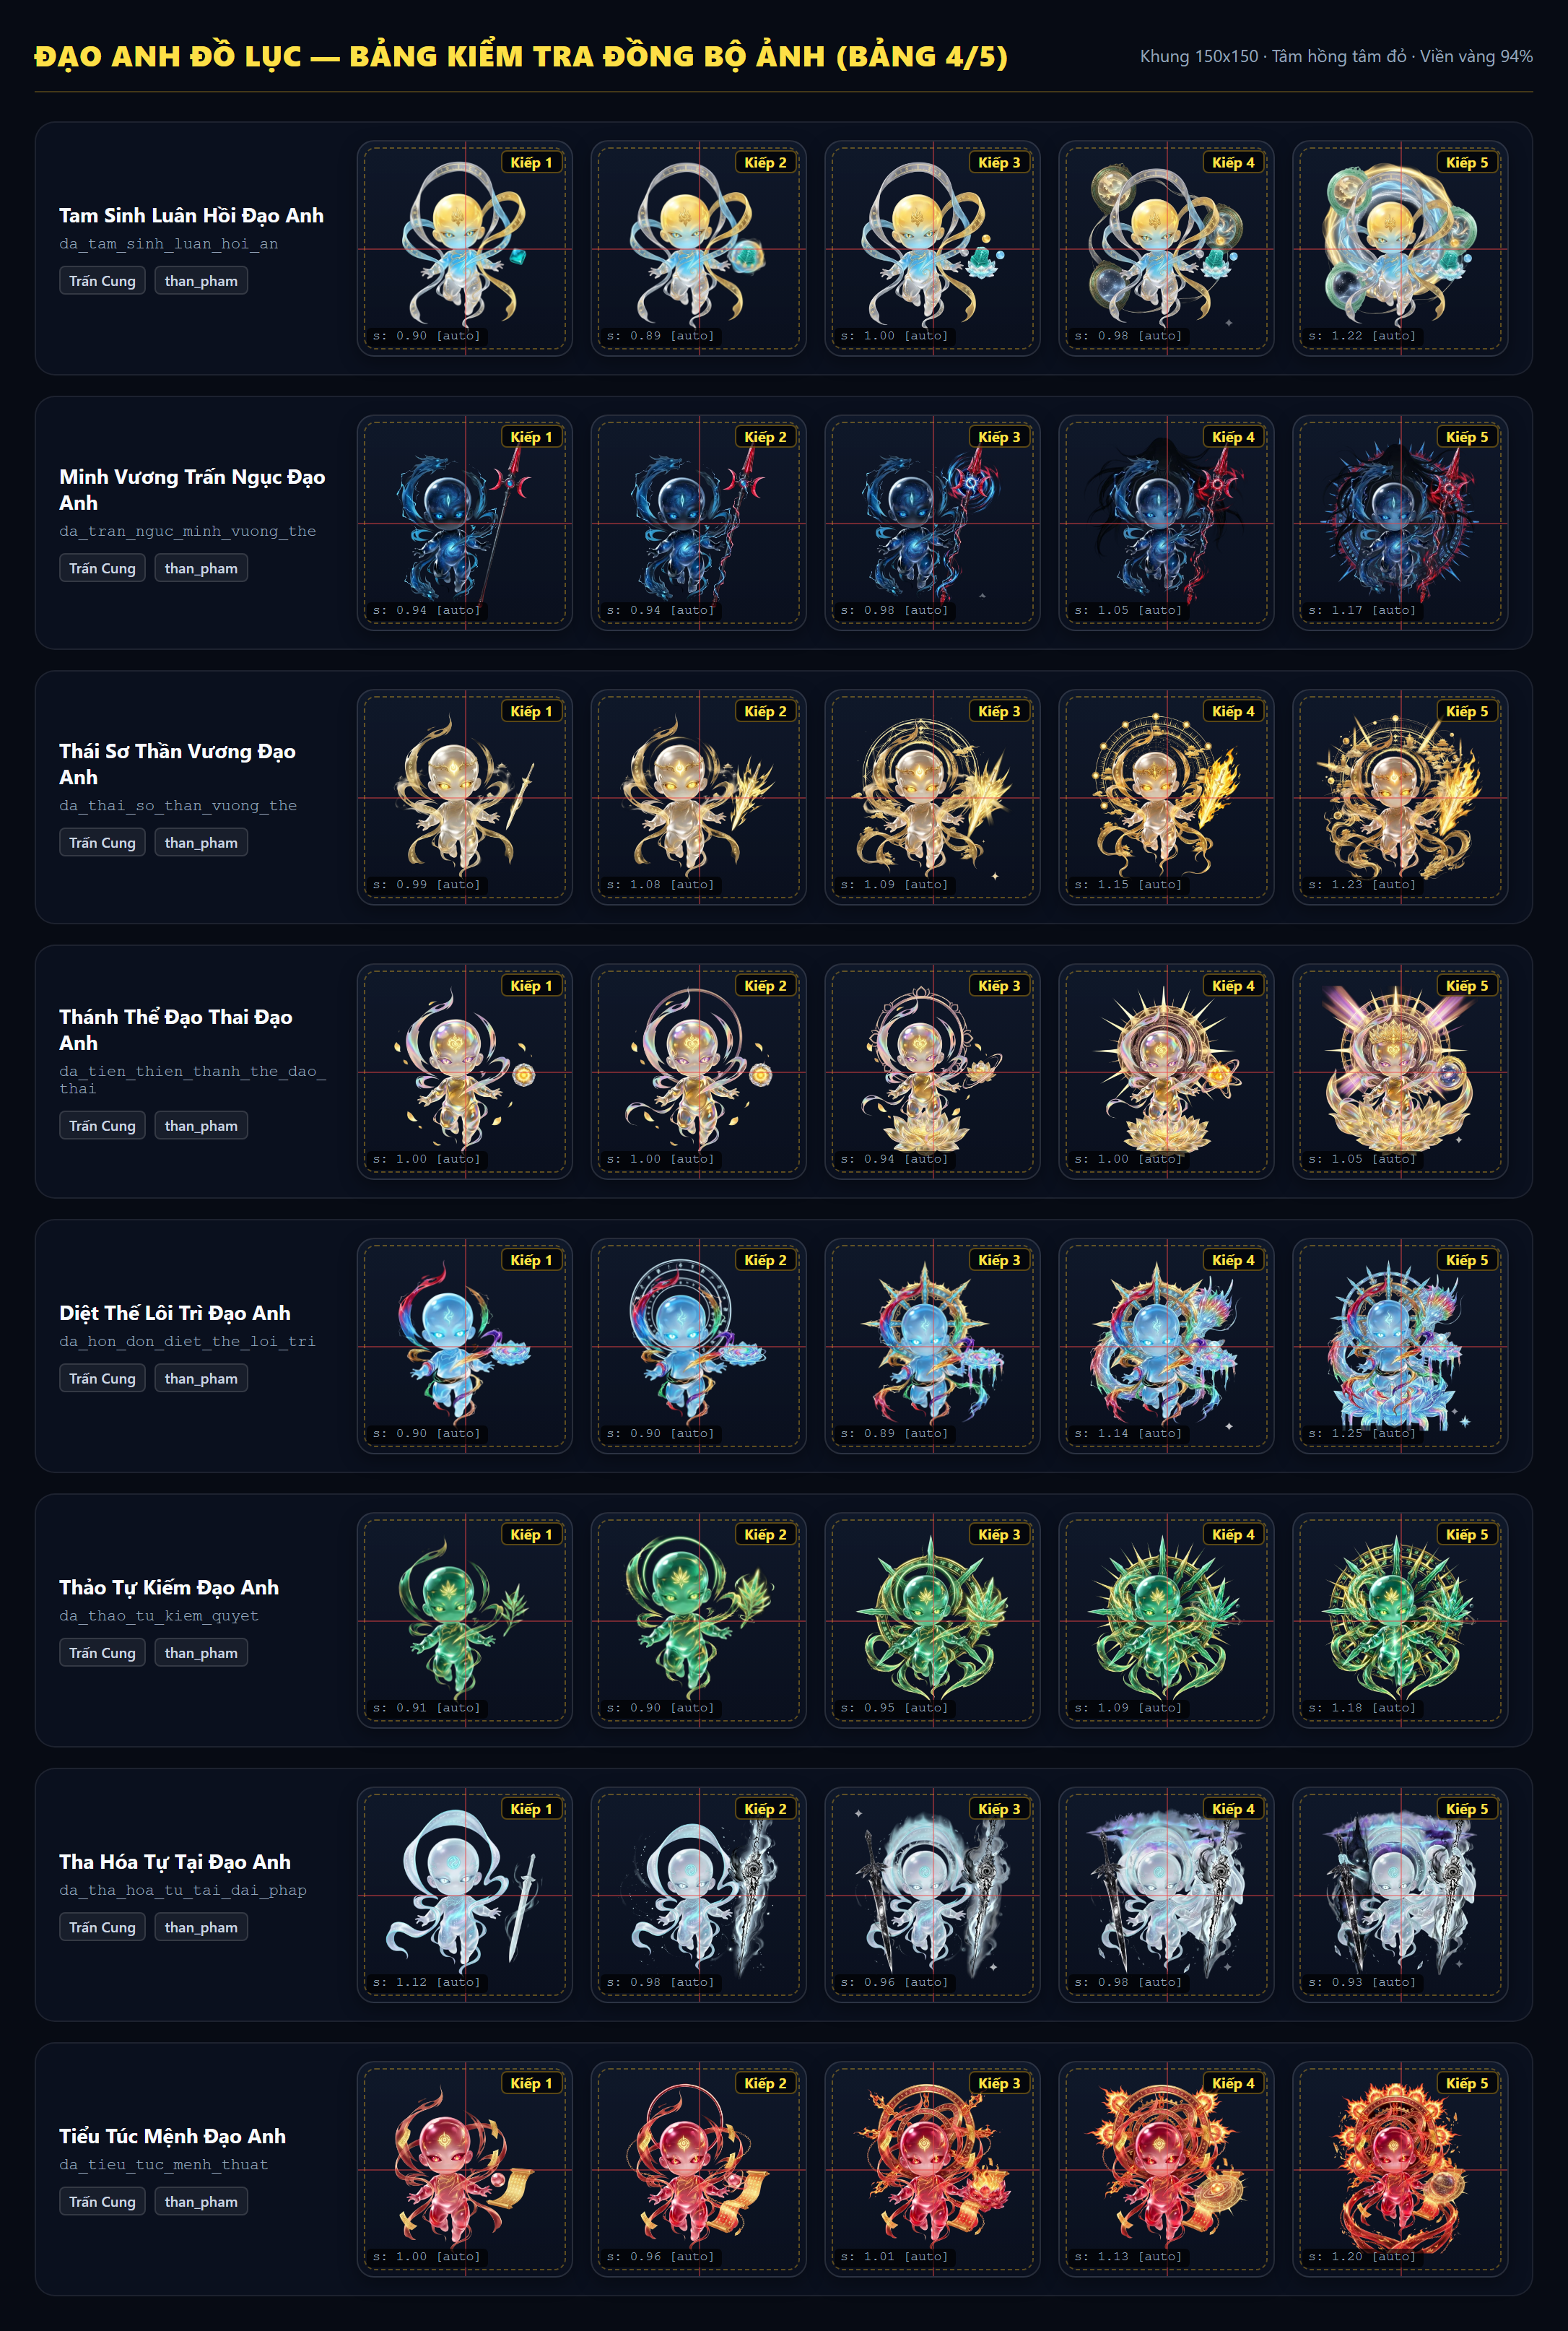 ĐẠO ANH ĐỒ LỤC — BẢNG KIỂM TRA ĐỒNG BỘ ẢNH (BẢNG 4/5)
Khung 150x150 · Tâm hồng tâm đỏ · Viền vàng 94%
Kiếp 1
Kiếp 2
Kiếp 3
Kiếp 4
Kiếp 5
Tam Sinh Luân Hồi Đạo Anh
da_tam_sinh_luan_hoi_an
Trấn Cung
than_pham
s: 0.90 [auto]
s: 0.89 [auto]
s: 1.00 [auto]
s: 0.98 [auto]
s: 1.22 [auto]
Kiếp 1
Kiếp 2
Kiếp 3
Kiếp 4
Kiếp 5
Minh Vương Trấn Ngục Đạo
Anh
da_tran_nguc_minh_vuong_the
Trấn Cung
than_pham
s: 0.94 [auto]
s: 0.94 [auto]
s: 0.98 [auto]
s: 1.05 [auto]
s: 1.17 [auto]
Kiếp 1
Kiếp 2
Kiếp 3
Kiếp 4
Kiếp 5
Thái Sơ Thần Vương Đạo
Anh
da_thai_so_than_vuong_the
Trấn Cung
than_pham
s: 0.99 [auto]
s: 1.08 [auto]
s: 1.09 [auto]
s: 1.15 [auto]
s: 1.23 [auto]
Kiếp 1
Kiếp 2
Kiếp 3
Kiếp 4
Kiếp 5
Thánh Thể Đạo Thai Đạo
Anh
da_tien_thien_thanh_the_dao_
thai
Trấn Cung
than_pham
s: 1.00 [auto]
s: 1.00 [auto]
s: 0.94 [auto]
s: 1.00 [auto]
s: 1.05 [auto]
Kiếp 1
Kiếp 2
Kiếp 3
Kiếp 4
Kiếp 5
Diệt Thế Lôi Trì Đạo Anh
da_hon_don_diet_the_loi_tri
Trấn Cung
than_pham
s: 0.90 [auto]
s: 0.90 [auto]
s: 0.89 [auto]
s: 1.14 [auto]
s: 1.25 [auto]
Kiếp 1
Kiếp 2
Kiếp 3
Kiếp 4
Kiếp 5
Thảo Tự Kiếm Đạo Anh
da_thao_tu_kiem_quyet
Trấn Cung
than_pham
s: 0.91 [auto]
s: 0.90 [auto]
s: 0.95 [auto]
s: 1.09 [auto]
s: 1.18 [auto]
Kiếp 1
Kiếp 2
Kiếp 3
Kiếp 4
Kiếp 5
Tha Hóa Tự Tại Đạo Anh
da_tha_hoa_tu_tai_dai_phap
Trấn Cung
than_pham
s: 1.12 [auto]
s: 0.98 [auto]
s: 0.96 [auto]
s: 0.98 [auto]
s: 0.93 [auto]
Kiếp 1
Kiếp 2
Kiếp 3
Kiếp 4
Kiếp 5
Tiểu Túc Mệnh Đạo Anh
da_tieu_tuc_menh_thuat
Trấn Cung
than_pham
s: 1.00 [auto]
s: 0.96 [auto]
s: 1.01 [auto]
s: 1.13 [auto]
s: 1.20 [auto]